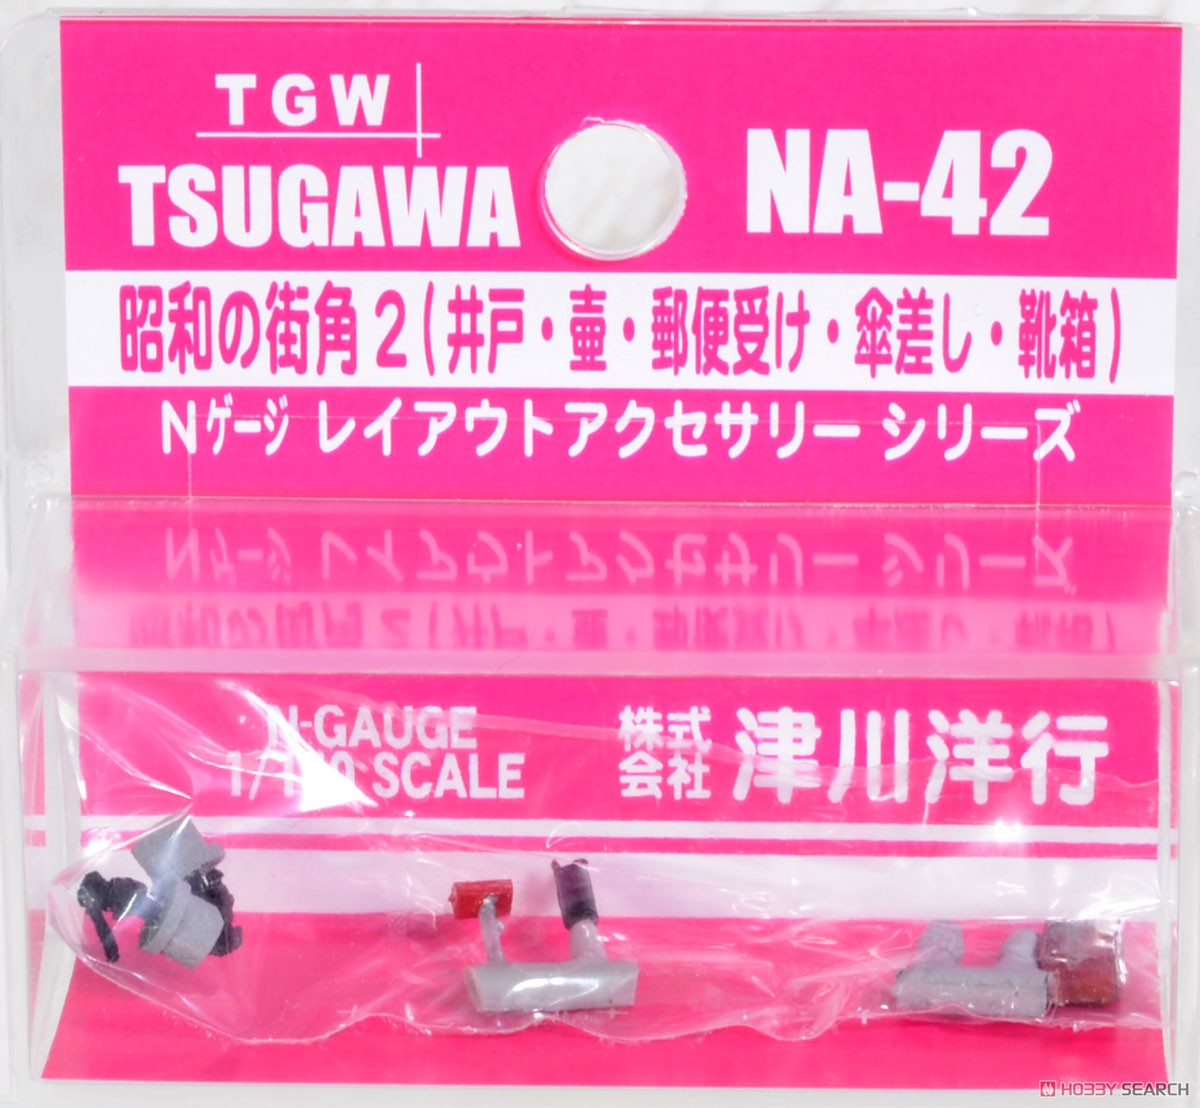 TGW
TSUGAWA
NA-42
昭和の街角2(井戸・壷・郵便受け・傘差し・靴箱)
Nゲージ レイアウトアクセサリー シリーズ
N-GAUGE
1/150 SCALE
株式会社 津川洋行
HOBBY SEARCH